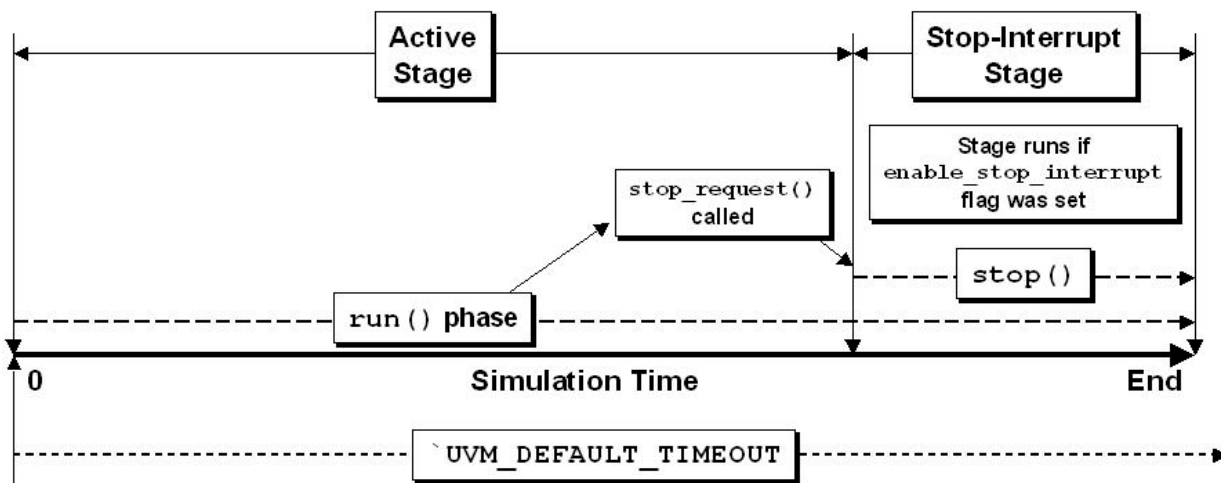 Active
Stage
Stop-Interrupt
Stage
Stage runs if
enable_stop_interrupt
flag was set
stop_request()
called
stop()
run() phase
0
Simulation Time
End
`UVM_DEFAULT_TIMEOUT